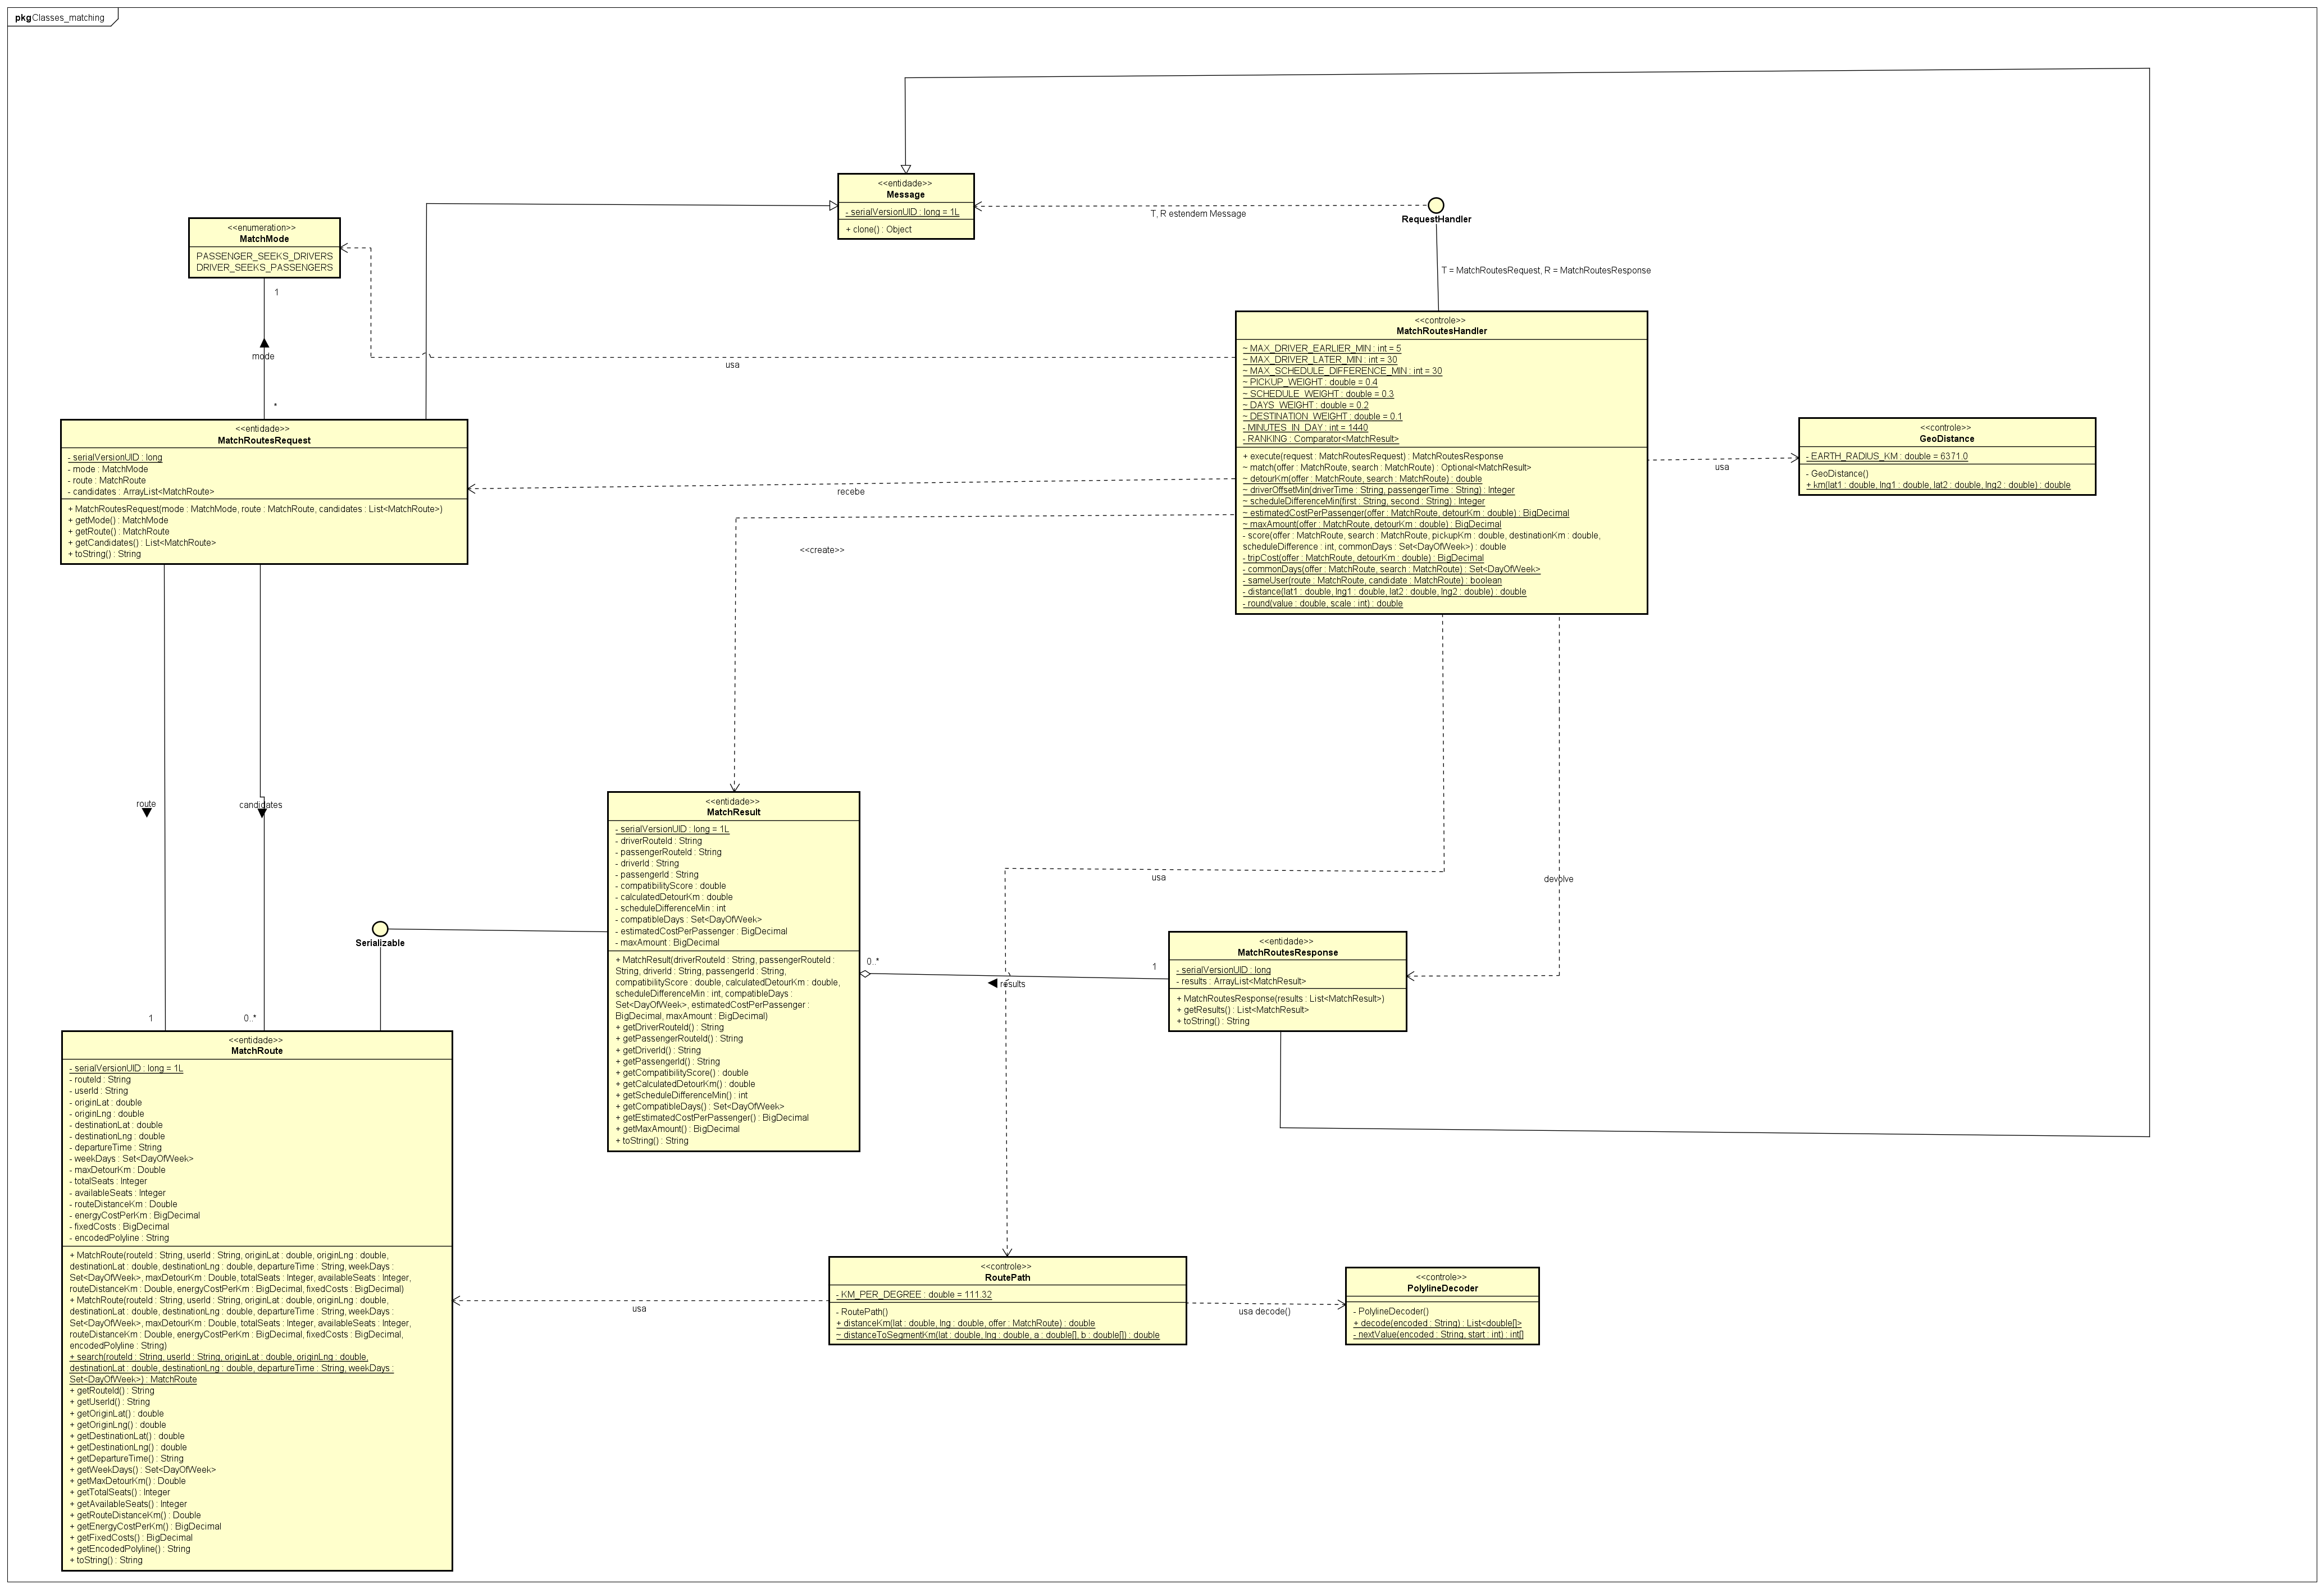 pkg Classes_matching
<<entidade>>
Message
- serialVersionUID : long = 1L
+ clone() : Object
T, R estendem Message
RequestHandler
T = MatchRoutesRequest, R = MatchRoutesResponse
<<enumeration>>
MatchMode
PASSENGER_SEEKS_DRIVERS
DRIVER_SEEKS_PASSENGERS
1
mode
*
usa
<<controle>>
MatchRoutesHandler
~ MAX_DRIVER_EARLIER_MIN : int = 5
~ MAX_DRIVER_LATER_MIN : int = 30
~ MAX_SCHEDULE_DIFFERENCE_MIN : int = 30
~ PICKUP_WEIGHT : double = 0.4
~ SCHEDULE_WEIGHT : double = 0.3
~ DAYS_WEIGHT : double = 0.2
~ DESTINATION_WEIGHT : double = 0.1
- MINUTES_IN_DAY : int = 1440
- RANKING : Comparator<MatchResult>
+ execute(request : MatchRoutesRequest) : MatchRoutesResponse
~ match(offer : MatchRoute, search : MatchRoute) : Optional<MatchResult>
~ detourKm(offer : MatchRoute, search : MatchRoute) : double
~ driverOffsetMin(driverTime : String, passengerTime : String) : Integer
~ scheduleDifferenceMin(first : String, second : String) : Integer
~ estimatedCostPerPassenger(offer : MatchRoute, detourKm : double) : BigDecimal
~ maxAmount(offer : MatchRoute, detourKm : double) : BigDecimal
- score(offer : MatchRoute, search : MatchRoute, pickupKm : double, destinationKm : double,
scheduleDifference : int, commonDays : Set<DayOfWeek>) : double
- tripCost(offer : MatchRoute, detourKm : double) : BigDecimal
- commonDays(offer : MatchRoute, search : MatchRoute) : Set<DayOfWeek>
- sameUser(route : MatchRoute, candidate : MatchRoute) : boolean
- distance(lat1 : double, lng1 : double, lat2 : double, lng2 : double) : double
- round(value : double, scale : int) : double
usa
<<controle>>
GeoDistance
- EARTH_RADIUS_KM : double = 6371.0
- GeoDistance()
+ km(lat1 : double, lng1 : double, lat2 : double, lng2 : double) : double
<<entidade>>
MatchRoutesRequest
- serialVersionUID : long
- mode : MatchMode
- route : MatchRoute
- candidates : ArrayList<MatchRoute>
+ MatchRoutesRequest(mode : MatchMode, route : MatchRoute, candidates : List<MatchRoute>)
+ getMode() : MatchMode
+ getRoute() : MatchRoute
+ getCandidates() : List<MatchRoute>
+ toString() : String
recebe
<<create>>
route
candidates
1
0..*
<<entidade>>
MatchResult
- serialVersionUID : long = 1L
- driverRouteId : String
- passengerRouteId : String
- driverId : String
- passengerId : String
- compatibilityScore : double
- calculatedDetourKm : double
- scheduleDifferenceMin : int
- compatibleDays : Set<DayOfWeek>
- estimatedCostPerPassenger : BigDecimal
- maxAmount : BigDecimal
+ MatchResult(driverRouteId : String, passengerRouteId :
String, driverId : String, passengerId : String,
compatibilityScore : double, calculatedDetourKm : double,
scheduleDifferenceMin : int, compatibleDays :
Set<DayOfWeek>, estimatedCostPerPassenger :
BigDecimal, maxAmount : BigDecimal)
+ getDriverRouteId() : String
+ getPassengerRouteId() : String
+ getDriverId() : String
+ getPassengerId() : String
+ getCompatibilityScore() : double
+ getCalculatedDetourKm() : double
+ getScheduleDifferenceMin() : int
+ getCompatibleDays() : Set<DayOfWeek>
+ getEstimatedCostPerPassenger() : BigDecimal
+ getMaxAmount() : BigDecimal
+ toString() : String
usa
devolve
Serializable
0..*
results
1
<<entidade>>
MatchRoutesResponse
- serialVersionUID : long
- results : ArrayList<MatchResult>
+ MatchRoutesResponse(results : List<MatchResult>)
+ getResults() : List<MatchResult>
+ toString() : String
<<entidade>>
MatchRoute
- serialVersionUID : long = 1L
- routeId : String
- userId : String
- originLat : double
- originLng : double
- destinationLat : double
- destinationLng : double
- departureTime : String
- weekDays : Set<DayOfWeek>
- maxDetourKm : Double
- totalSeats : Integer
- availableSeats : Integer
- routeDistanceKm : Double
- energyCostPerKm : BigDecimal
- fixedCosts : BigDecimal
- encodedPolyline : String
+ MatchRoute(routeId : String, userId : String, originLat : double, originLng : double,
destinationLat : double, destinationLng : double, departureTime : String, weekDays :
Set<DayOfWeek>, maxDetourKm : Double, totalSeats : Integer, availableSeats : Integer,
routeDistanceKm : Double, energyCostPerKm : BigDecimal, fixedCosts : BigDecimal)
+ MatchRoute(routeId : String, userId : String, originLat : double, originLng : double,
destinationLat : double, destinationLng : double, departureTime : String, weekDays :
Set<DayOfWeek>, maxDetourKm : Double, totalSeats : Integer, availableSeats : Integer,
routeDistanceKm : Double, energyCostPerKm : BigDecimal, fixedCosts : BigDecimal,
encodedPolyline : String)
+ search(routeId : String, userId : String, originLat : double, originLng : double,
destinationLat : double, destinationLng : double, departureTime : String, weekDays :
Set<DayOfWeek>) : MatchRoute
+ getRouteId() : String
+ getUserId() : String
+ getOriginLat() : double
+ getOriginLng() : double
+ getDestinationLat() : double
+ getDestinationLng() : double
+ getDepartureTime() : String
+ getWeekDays() : Set<DayOfWeek>
+ getMaxDetourKm() : Double
+ getTotalSeats() : Integer
+ getAvailableSeats() : Integer
+ getRouteDistanceKm() : Double
+ getEnergyCostPerKm() : BigDecimal
+ getFixedCosts() : BigDecimal
+ getEncodedPolyline() : String
+ toString() : String
usa
<<controle>>
RoutePath
- KM_PER_DEGREE : double = 111.32
- RoutePath()
+ distanceKm(lat : double, lng : double, offer : MatchRoute) : double
~ distanceToSegmentKm(lat : double, lng : double, a : double[], b : double[]) : double
usa decode()
<<controle>>
PolylineDecoder
- PolylineDecoder()
+ decode(encoded : String) : List<double[]>
- nextValue(encoded : String, start : int) : int[]